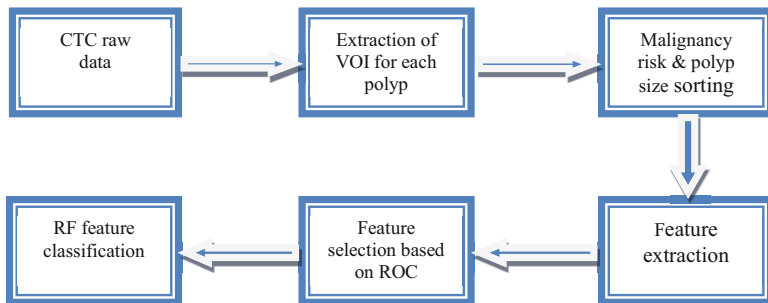 CTC raw
data
Extraction of
VOI for each
polyp
Malignancy
risk & polyp
size sorting
RF feature
classification
Feature
selection based
on ROC
Feature
extraction